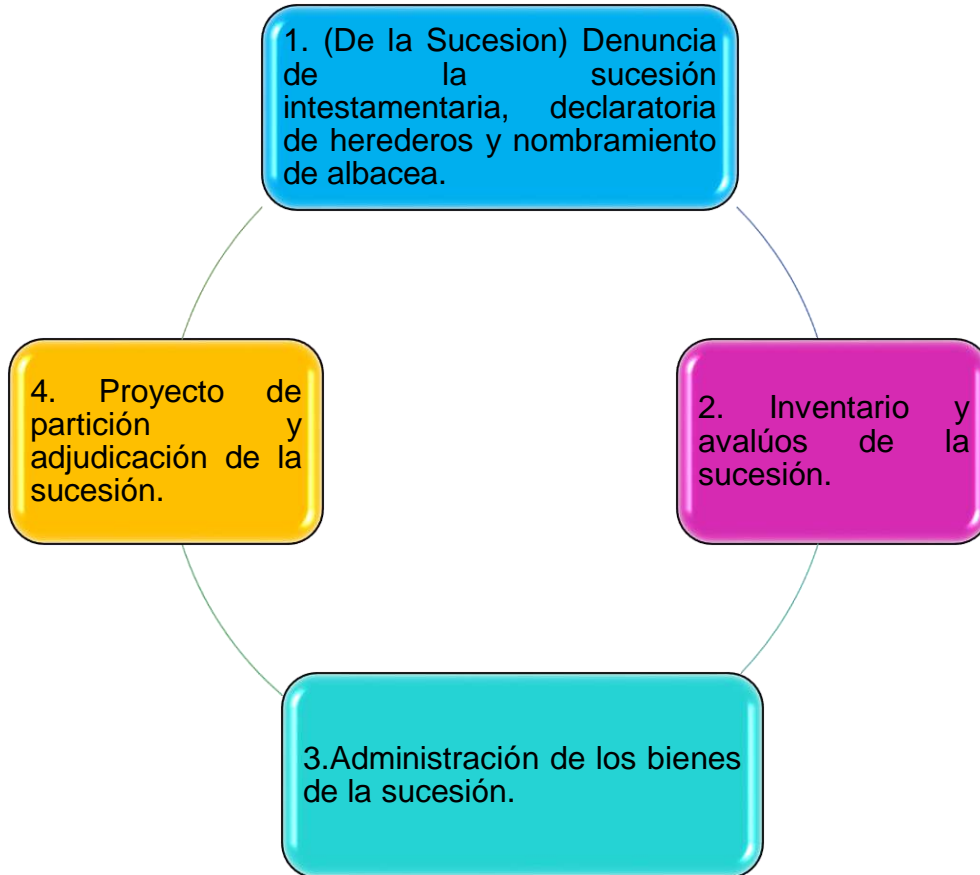 1. (De la Sucesion) Denuncia
de la sucesión
intestamentaria, declaratoria
de herederos y nombramiento
de albacea.
2. Inventario y
avalúos de la
sucesión.
3.Administración de los bienes
de la sucesión.
4. Proyecto de
partición y
adjudicación de la
sucesión.